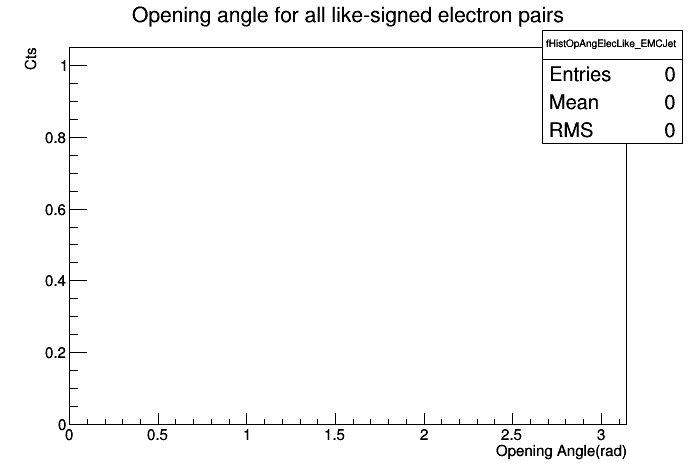 Opening angle for all like-signed electron pairs
fHistOpAngElecLike_EMCJet
Entries 0
Mean 0
RMS 0
Cts
1
0.8
0.6
0.4
0.2
0
0 0.5 1 1.5 2 2.5 3
Opening Angle(rad)